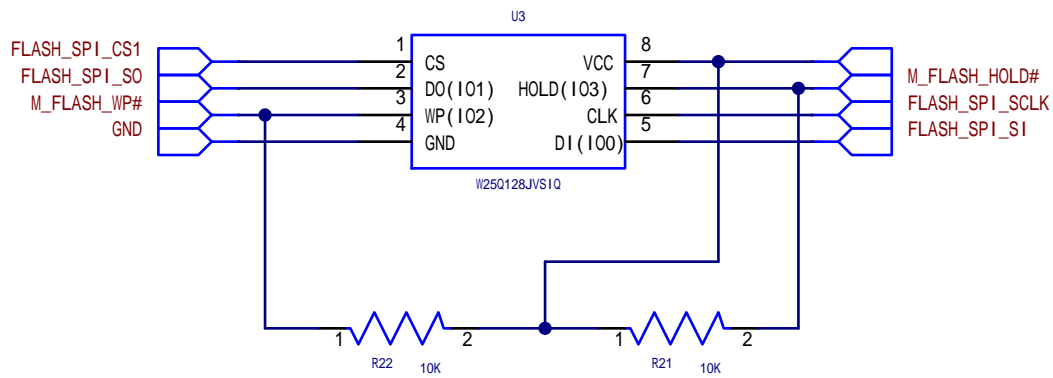 U3
FLASH_SPI_CS1
1
CS
VCC
8
FLASH_SPI_SO
2
DO(IO1)
HOLD(IO3)
7
M_FLASH_HOLD#
M_FLASH_WP#
3
WP(IO2)
CLK
6
FLASH_SPI_SCLK
GND
4
GND
DI(IO0)
5
FLASH_SPI_SI
W25Q128JVSIQ
1
2
1
2
R22
10K
R21
10K